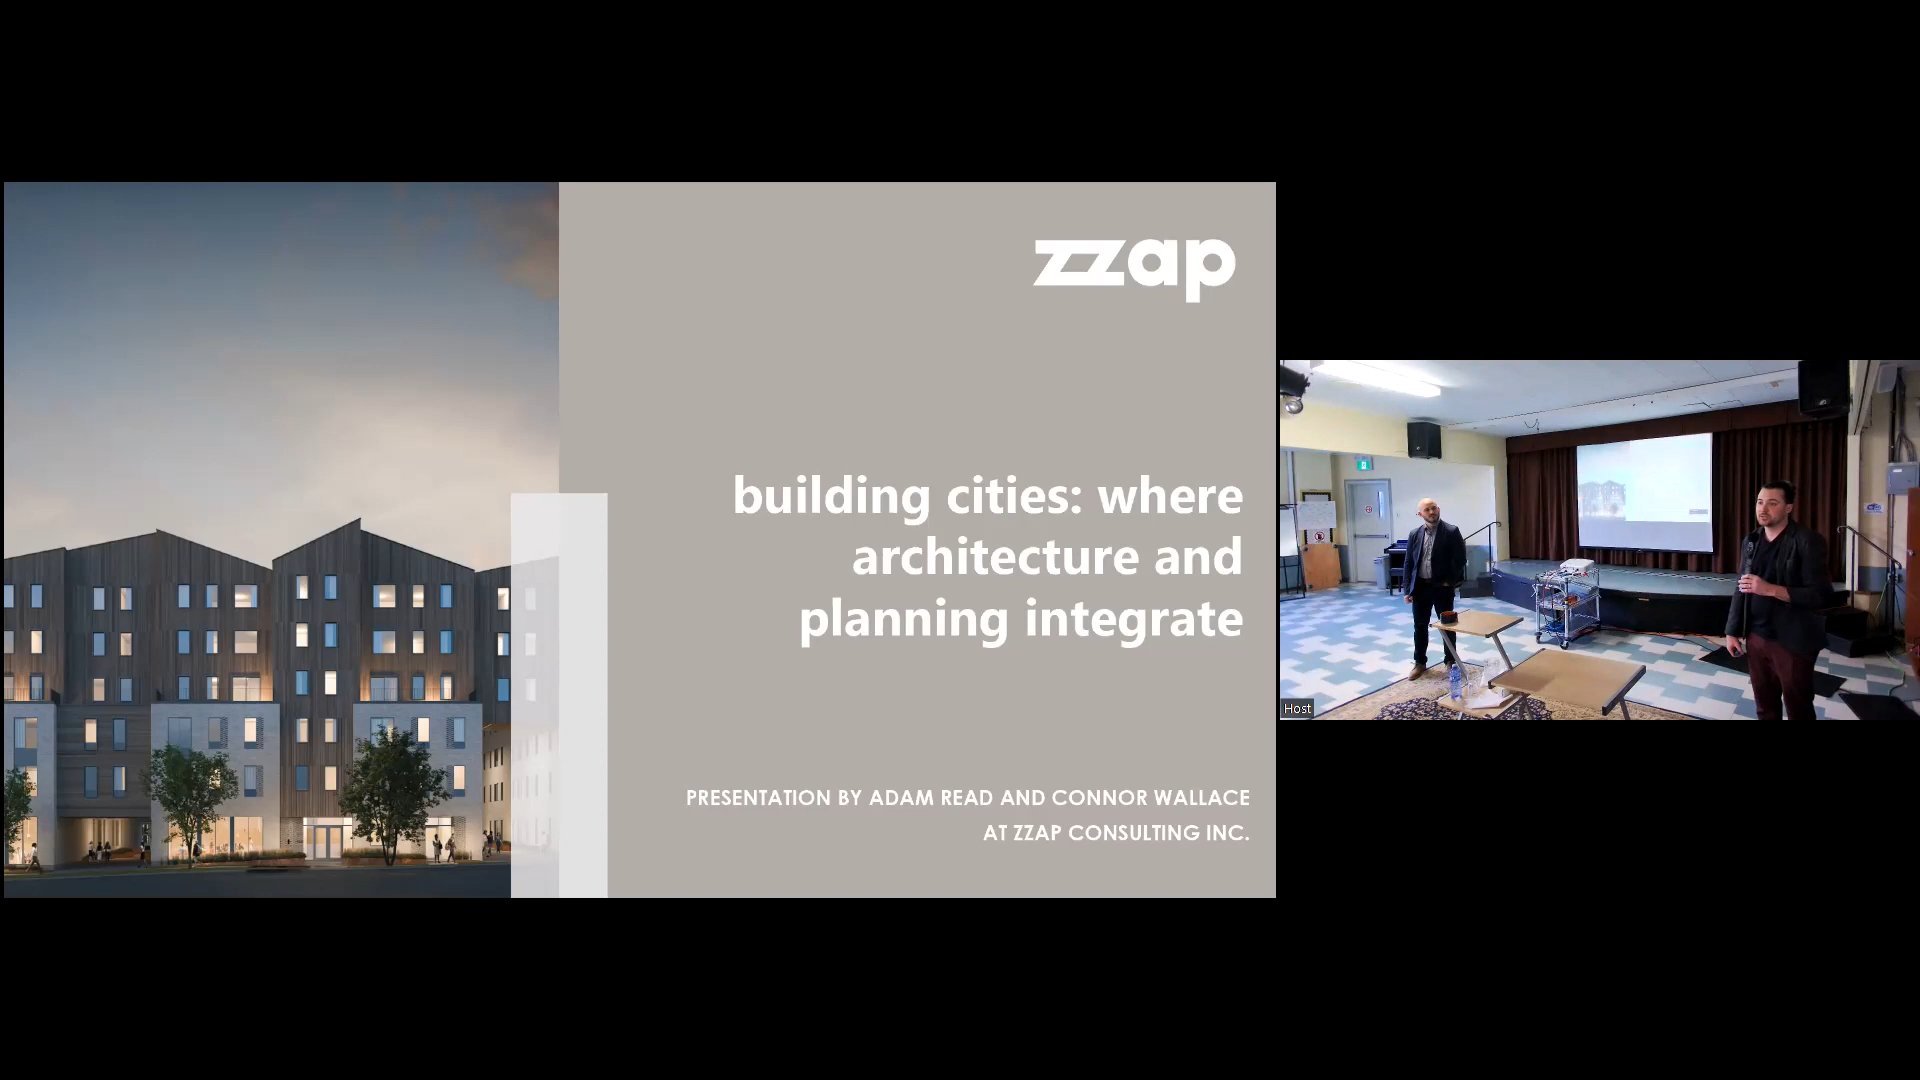 zzap
building cities: where
architecture and
planning integrate
PRESENTATION BY ADAM READ AND CONNOR WALLACE
AT ZZAP CONSULTING INC.
Host